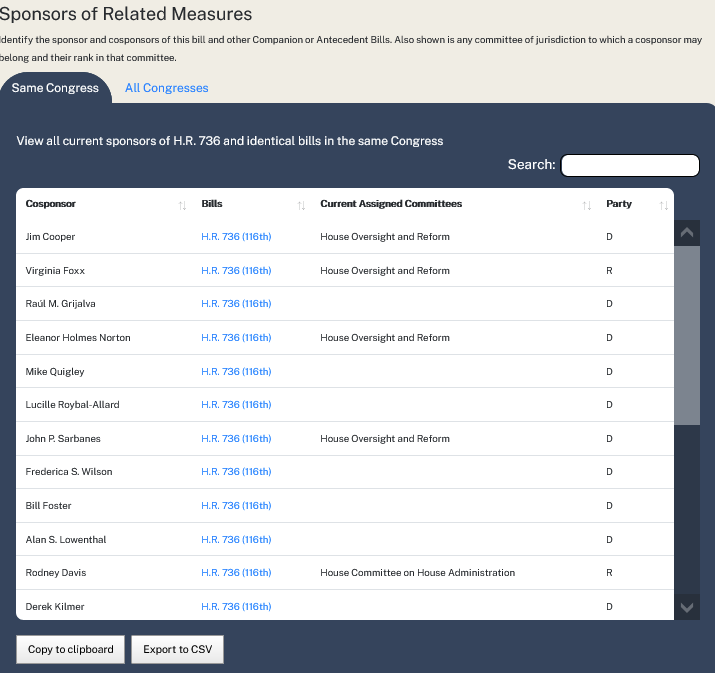 Sponsors of Related Measures
Identify the sponsor and cosponsors of this bill and other Companion or Antecedent Bills. Also shown is any committee of jurisdiction to which a cosponsor may
belong and their rank in that committee.
Same Congress All Congresses
View all current sponsors of H.R. 736 and identical bills in the same Congress
Search:
Cosponsor Bills Current Assigned Committees Party
Jim Cooper H.R. 736 (116th) House Oversight and Reform D
Virginia Foxx H.R. 736 (116th) House Oversight and Reform R
Raúl M. Grijalva H.R. 736 (116th) D
Eleanor Holmes Norton H.R. 736 (116th) House Oversight and Reform D
Mike Quigley H.R. 736 (116th) D
Lucille Roybal-Allard H.R. 736 (116th) D
John P. Sarbanes H.R. 736 (116th) House Oversight and Reform D
Frederica S. Wilson H.R. 736 (116th) D
Bill Foster H.R. 736 (116th) D
Alan S. Lowenthal H.R. 736 (116th) D
Rodney Davis H.R. 736 (116th) House Committee on House Administration R
Derek Kilmer H.R. 736 (116th) D
Copy to clipboard Export to CSV